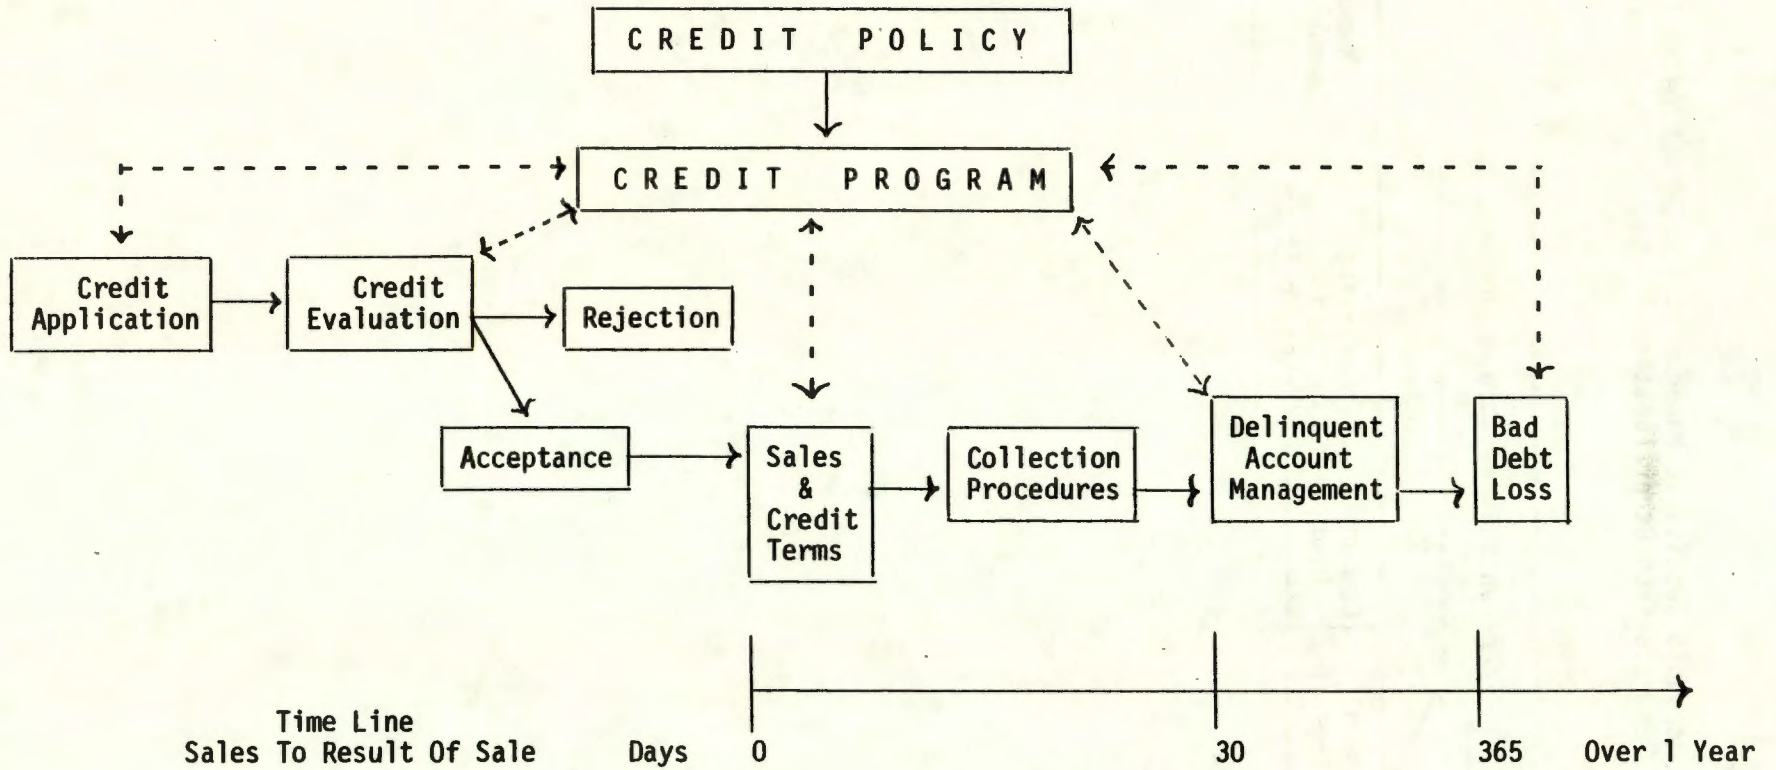 CREDIT POLICY
CREDIT PROGRAM
Credit
Application
Credit
Evaluation
Rejection
Acceptance
Sales
&
Credit
Terms
Collection
Procedures
Delinquent
Account
Management
Bad
Debt
Loss
Time Line
Sales To Result Of Sale
Days
0
30
365
Over 1 Year